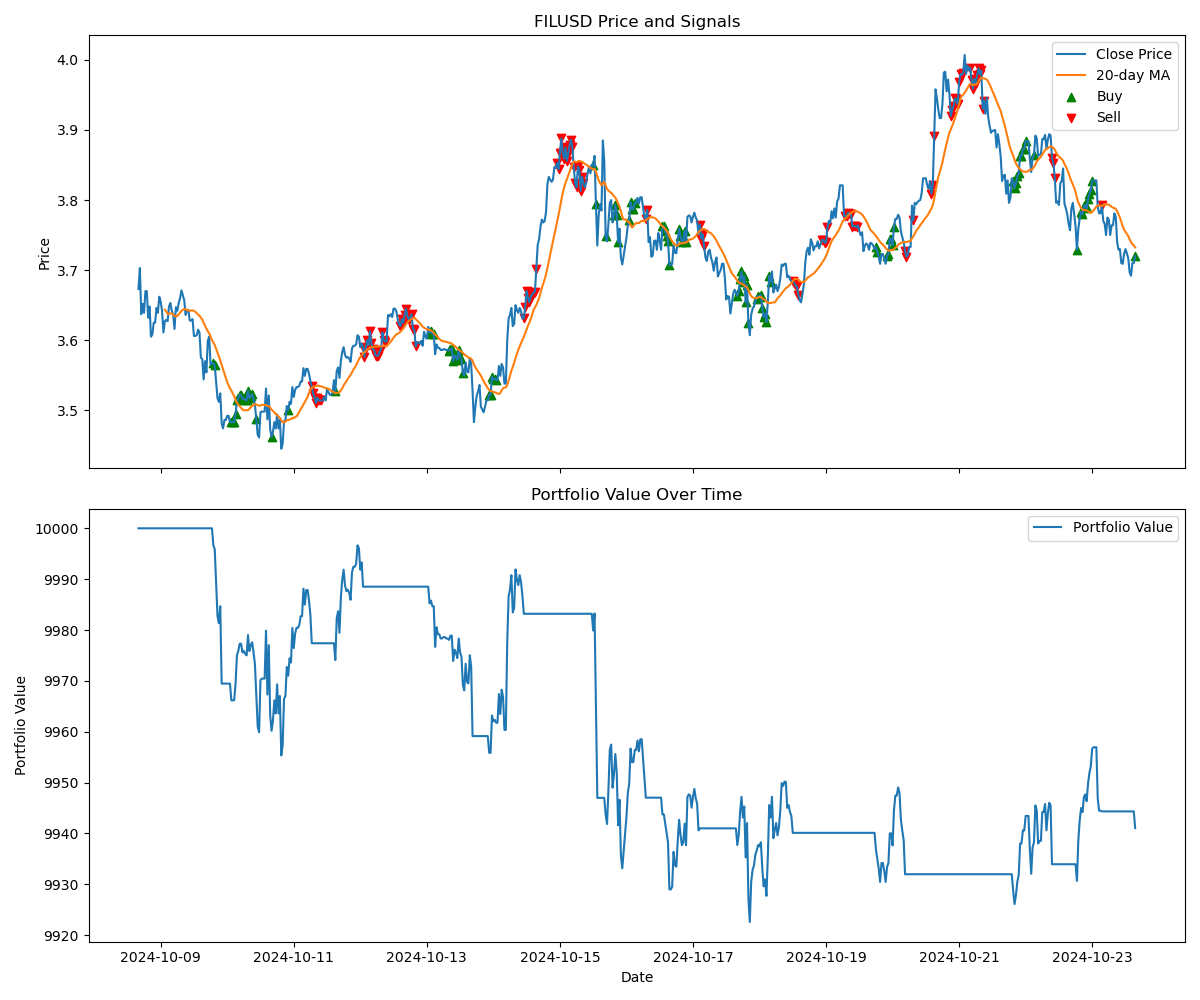 FILUSD Price and Signals
4.0
3.9
3.8
3.7
3.6
3.5
Price
Close Price
20-day MA
Buy
Sell
Portfolio Value Over Time
10000
9990
9980
9970
9960
9950
9940
9930
9920
Portfolio Value
Portfolio Value
2024-10-09
2024-10-11
2024-10-13
2024-10-15
2024-10-17
2024-10-19
2024-10-21
2024-10-23
Date